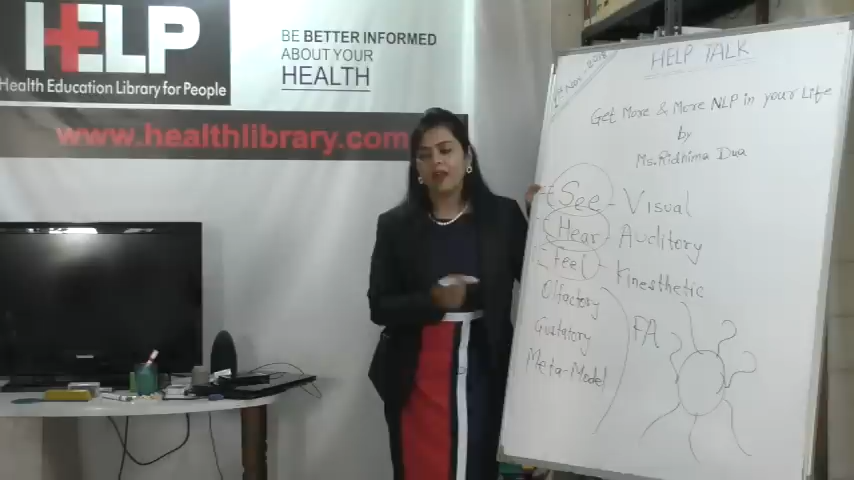 HELP
Health Education Library for People
BE BETTER INFORMED
ABOUT YOUR
HEALTH
www.healthlibrary.com
HELP TALK
Get More & More NLP in your Life
by
Ms. Ridhima Dua
See - Visual
Hear - Auditory
Feel - Kinesthetic
Olfactory
Gustatory
Meta-Model
FA